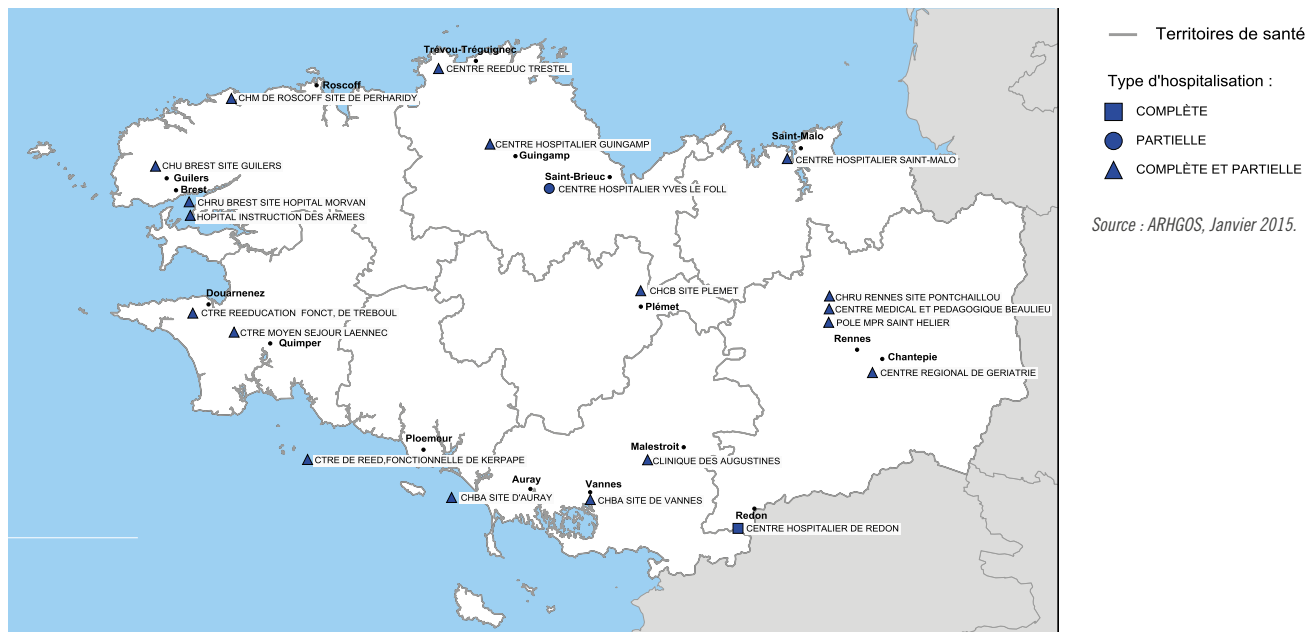 Trévou-Tréguignec
CENTRE REEDUC TRESTEL
Roscoff
CHM DE ROSCOFF SITE DE PERHARIDY
CENTRE HOSPITALIER GUINGAMP
Guingamp
Saint-Malo
CENTRE HOSPITALIER SAINT-MALO
CHU BREST SITE GUILERS
Guilers
Brest
CHRU BREST SITE HOPITAL MORVAN
HOPITAL INSTRUCTION DES ARMEES
Saint-Brieuc
CENTRE HOSPITALIER YVES LE FOLL
Douarnenez
CTRE REEDUCATION FONCT, DE TREBOUL
CTRE MOYEN SEJOUR LAENNEC
Quimper
CHCB SITE PLEMET
Plémet
CHRU RENNES SITE PONTCHAILLOU
CENTRE MEDICAL ET PEDAGOGIQUE BEAULIEU
POLE MPR SAINT HELIER
Rennes
Chantepie
CENTRE REGIONAL DE GERIATRIE
Ploemeur
CTRE DE REED,FONCTIONNELLE DE KERPAPE
Malestroit
CLINIQUE DES AUGUSTINES
Auray
CHBA SITE D'AURAY
Vannes
CHBA SITE DE VANNES
Redon
CENTRE HOSPITALIER DE REDON
Territoires de santé
Type d'hospitalisation :
COMPLÈTE
PARTIELLE
COMPLÈTE ET PARTIELLE
Source : ARHGOS, Janvier 2015.